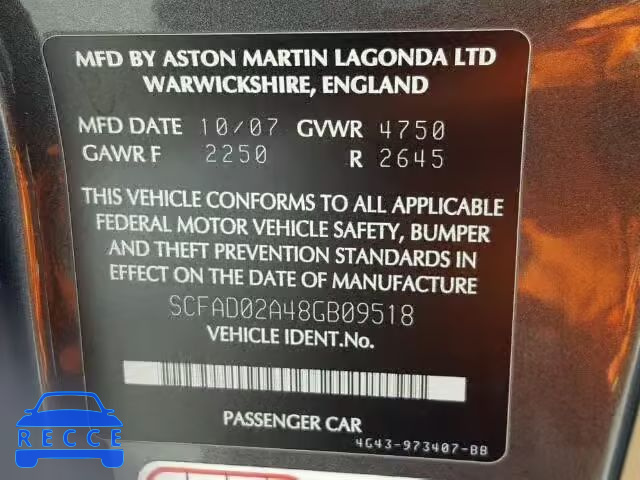 MFD BY ASTON MARTIN LAGONDA LTD
WARWICKSHIRE, ENGLAND
MFD DATE 10/07 GVWR 4750
GAWR F 2250 R 2645
THIS VEHICLE CONFORMS TO ALL APPLICABLE
FEDERAL MOTOR VEHICLE SAFETY, BUMPER
AND THEFT PREVENTION STANDARDS IN
EFFECT ON THE DATE OF MANUFACTURE
SCFAD02A48GB09518
VEHICLE IDENT.No.
PASSENGER CAR
4G43-973407-BB
RECCE